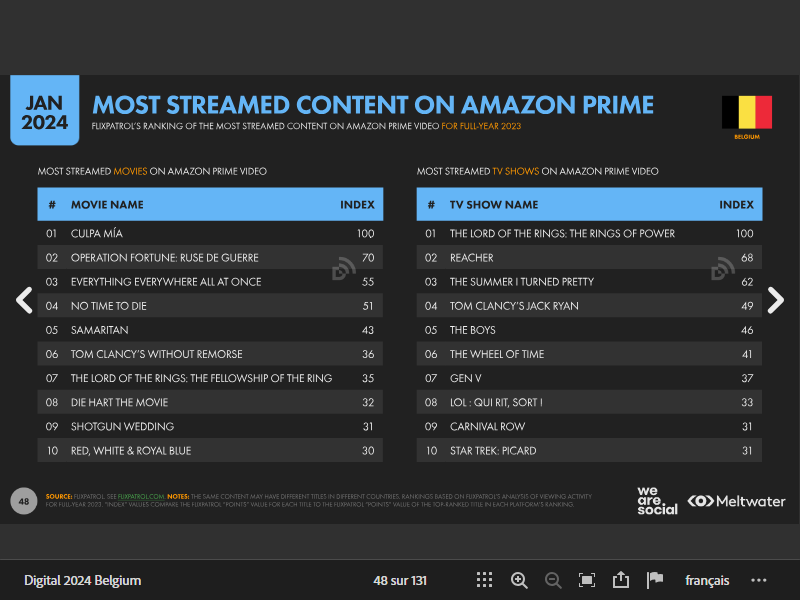 JAN
2024
MOST STREAMED CONTENT ON AMAZON PRIME
FLIXPATROL'S RANKING OF THE MOST STREAMED CONTENT ON AMAZON PRIME VIDEO FOR FULL-YEAR 2023
BELGIUM
MOST STREAMED MOVIES ON AMAZON PRIME VIDEO
# MOVIE NAME INDEX
01 CULPA MÍA 100
02 OPERATION FORTUNE: RUSE DE GUERRE 70
03 EVERYTHING EVERYWHERE ALL AT ONCE 55
04 NO TIME TO DIE 51
05 SAMARITAN 43
06 TOM CLANCY'S WITHOUT REMORSE 36
07 THE LORD OF THE RINGS: THE FELLOWSHIP OF THE RING 35
08 DIE HART THE MOVIE 32
09 SHOTGUN WEDDING 31
10 RED, WHITE & ROYAL BLUE 30
MOST STREAMED TV SHOWS ON AMAZON PRIME VIDEO
# TV SHOW NAME INDEX
01 THE LORD OF THE RINGS: THE RINGS OF POWER 100
02 REACHER 68
03 THE SUMMER I TURNED PRETTY 62
04 TOM CLANCY'S JACK RYAN 49
05 THE BOYS 46
06 THE WHEEL OF TIME 41
07 GEN V 37
08 LOL : QUI RIT, SORT ! 33
09 CARNIVAL ROW 31
10 STAR TREK: PICARD 31
48
SOURCE: FLIXPATROL. SEE FLIXPATROL.COM. NOTES: THE SAME CONTENT MAY HAVE DIFFERENT TITLES IN DIFFERENT COUNTRIES. RANKINGS BASED ON FLIXPATROL'S ANALYSIS OF VIEWING ACTIVITY
FOR FULL-YEAR 2023. "INDEX" VALUES COMPARE THE FLIXPATROL "POINTS" VALUE FOR EACH TITLE TO THE FLIXPATROL "POINTS" VALUE OF THE TOP-RANKED TITLE IN EACH PLATFORM'S RANKING.
we
are.
social
Meltwater
Digital 2024 Belgium
48 sur 131
français